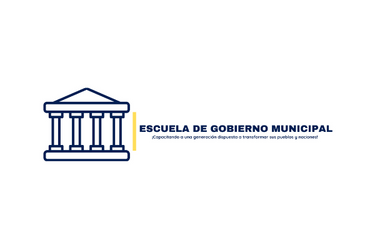 ESCUELA DE GOBIERNO MUNICIPAL
¡Capacitando a una generación dispuesta a transformar sus pueblos y naciones!